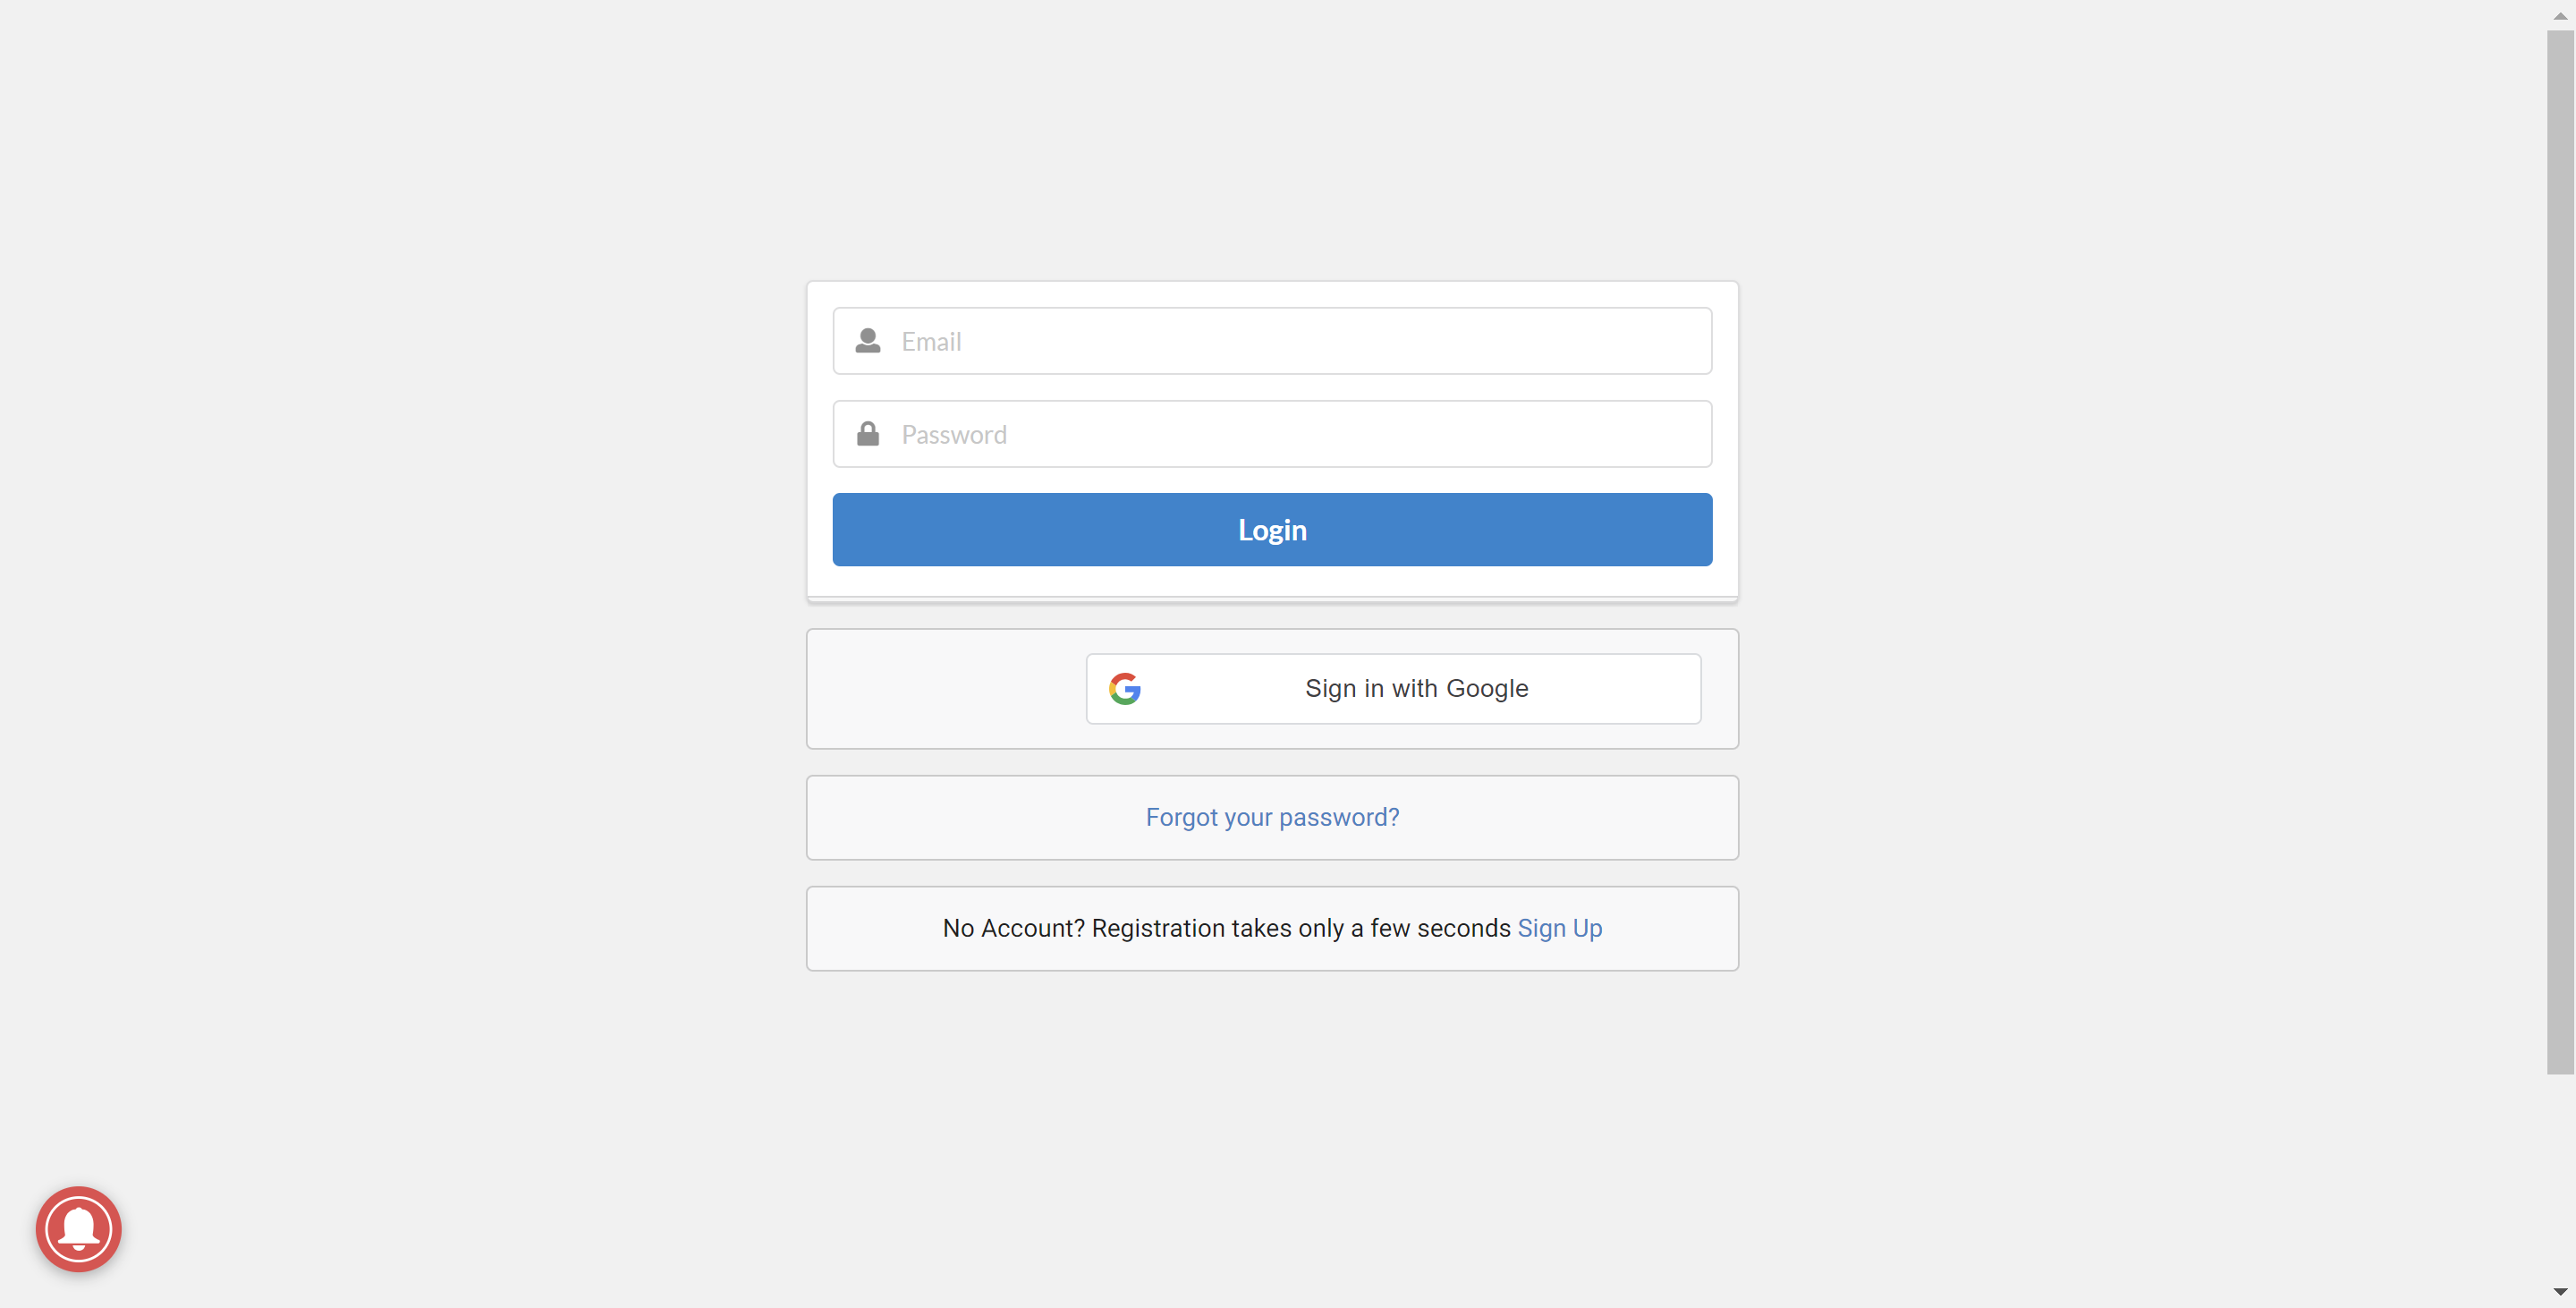 Email
Password
Login
Sign in with Google
Forgot your password?
No Account? Registration takes only a few seconds Sign Up